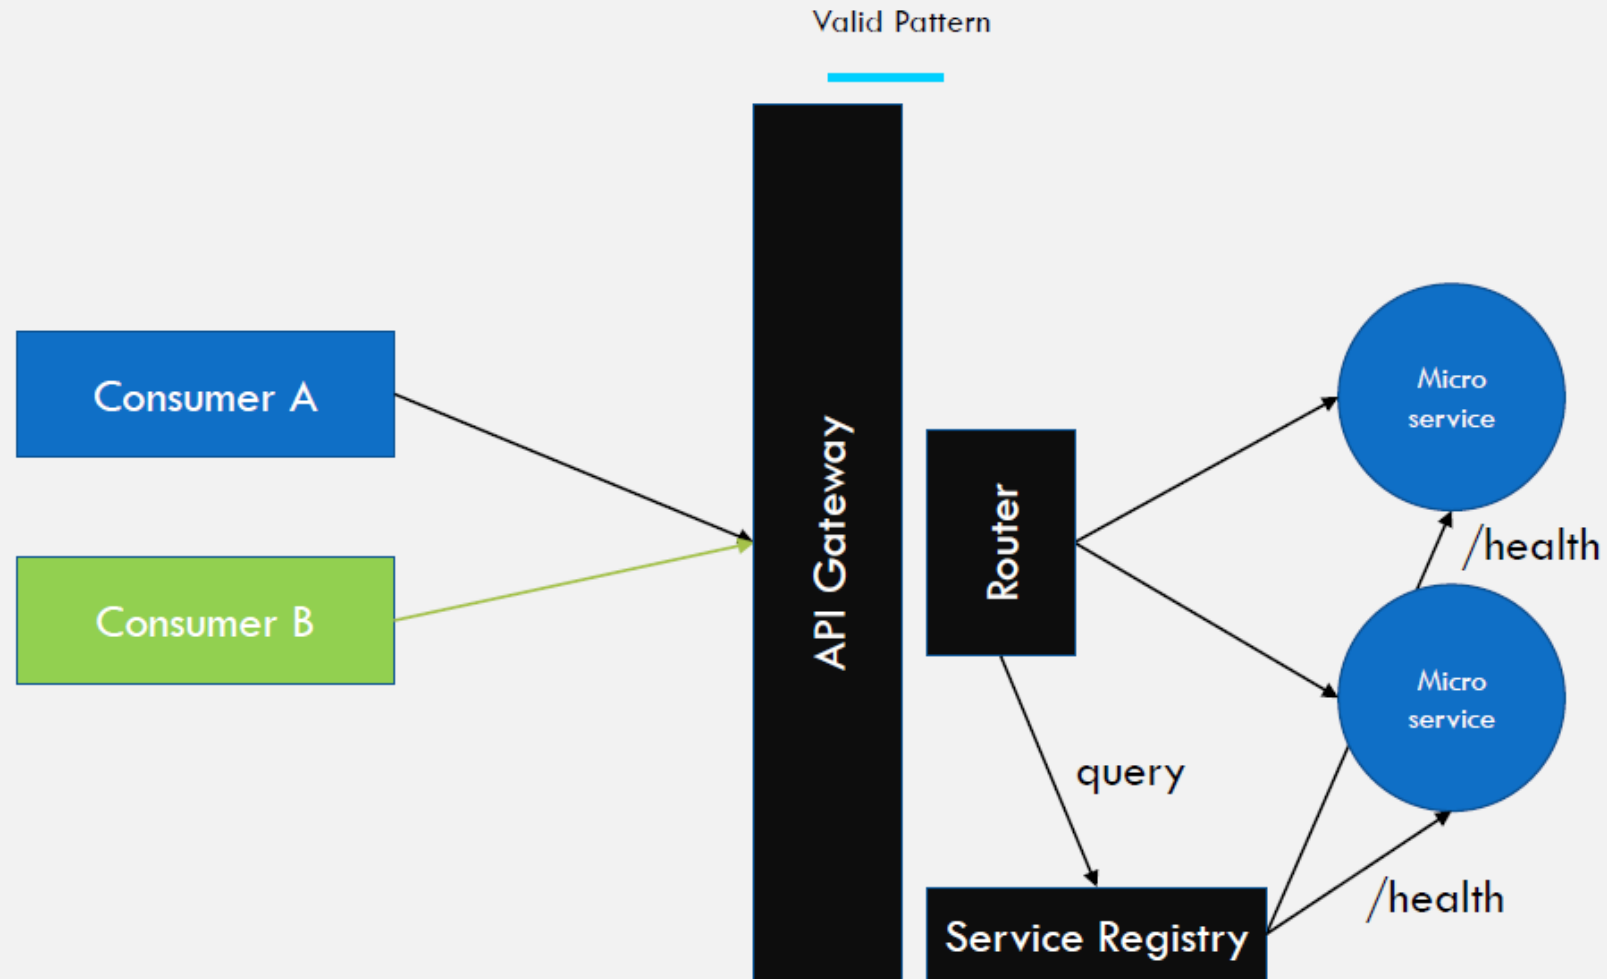 Valid Pattern
Consumer A
Consumer B
API Gateway
Router
Micro
service
/health
Micro
service
query
/health
Service Registry